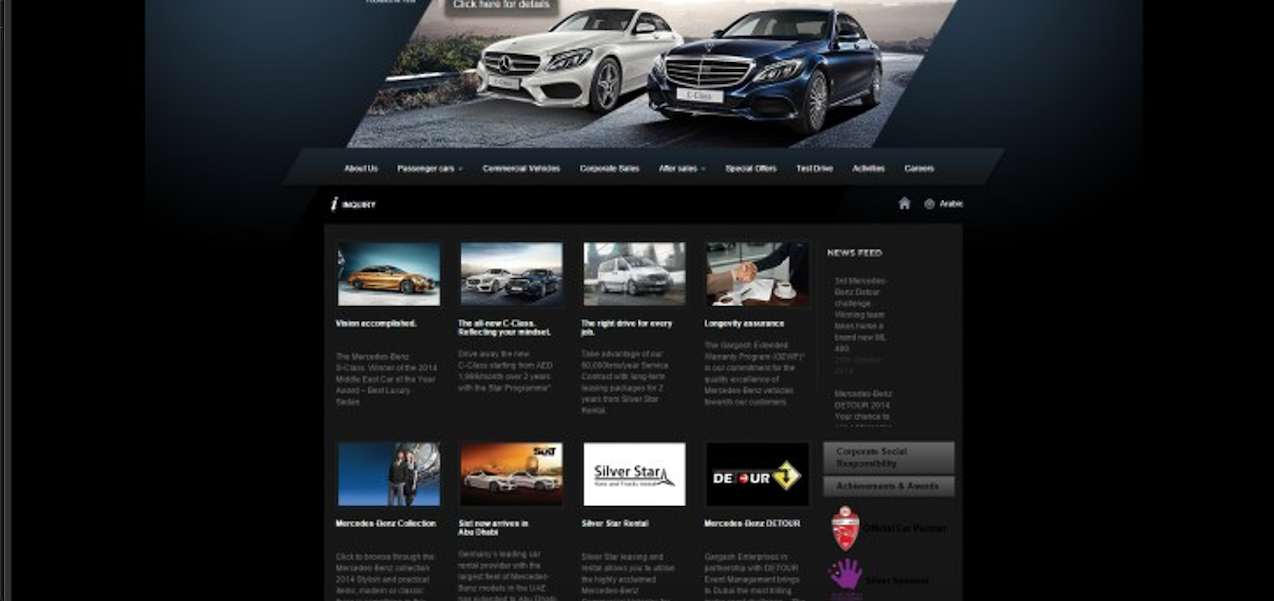 Click here for details
C-Class
C-Class
About Us Passenger cars Commercial Vehicles Corporate Sales After sales Special Offers Test Drive Activities Careers
i INQUIRY
Arabic
NEWS FEED
3rd Mercedes-
Benz Detour
challenge.
Winning team
takes home a
brand new ML
400.
Mercedes-Benz
DETOUR 2014
Your chance to
Vision accomplished.
The Mercedes-Benz
S-Class. Winner of the 2014
Middle East Car of the Year
Award – Best Luxury
Sedan.
The all-new C-Class.
Reflecting your mindset.
Drive away the new
C-Class starting from AED
1,999/month over 2 years
with the Star Programme*
The right drive for every
job.
Take advantage of our
60,000kms/year Service
Contract with long-term
leasing packages for 2
years from Silver Star
Rental.
Longevity assurance
The Gargash Extended
Warranty Program (GEWP)*
is our commitment for the
quality excellence of
Mercedes-Benz vehicles
towards our customers.
Corporate Social
Responsibility
Achievements & Awards
Official Car Partner
Silver Sponsor
Mercedes-Benz Collection
Click to browse through the
Mercedes-Benz collection
2014 Stylish and practical
items, modern or classic
SIXT
Sixt now arrives in
Abu Dhabi
Germany's leading car
rental provider with the
largest fleet of Mercedes-
Benz models in the UAE
has extended to Abu Dhabi
Silver Star
Auto and Trucks Rental
Silver Star Rental
Silver Star leasing and
rental allows you to utilise
the highly acclaimed
Mercedes-Benz
DETOUR
Mercedes-Benz DETOUR
Gargash Enterprises in
partnership with DETOUR
Event Management brings
to Dubai the most thrilling